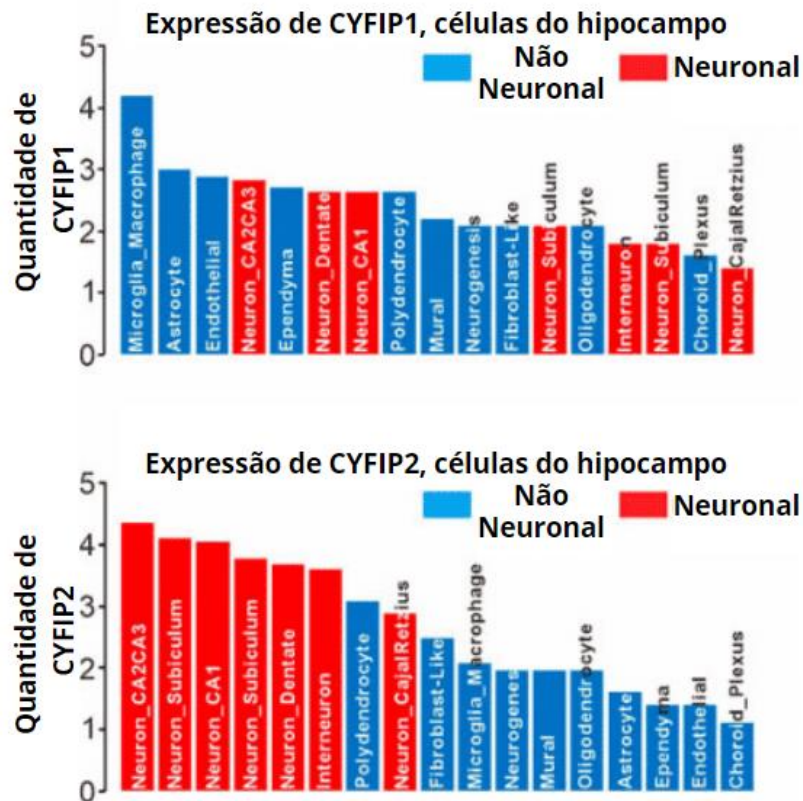 Expressão de CYFIP1, células do hipocampo
Não
Neuronal
Neuronal
Quantidade de
CYFIP1
5
4
3
2
1
0
Microglia_Macrophage
Astrocyte
Endothelial
Neuron_CA2CA3
Ependyma
Neuron_Dentate
Neuron_CA1
Polydendrocyte
Mural
Neurogenesis
Fibroblast-Like
Neuron_Subiculum
Oligodendrocyte
Interneuron
Neuron_Subiculum
Choroid_Plexus
Neuron_CajalRetzius
Expressão de CYFIP2, células do hipocampo
Não
Neuronal
Neuronal
Quantidade de
CYFIP2
5
4
3
2
1
0
Neuron_CA2CA3
Neuron_Subiculum
Neuron_CA1
Neuron_Subiculum
Neuron_Dentate
Interneuron
Polydendrocyte
Neuron_CajalRetzius
Fibroblast-Like
Microglia_Macrophage
Neurogenes
Mural
Oligodendrocyte
Astrocyte
Ependyma
Endothelial
Choroid_Plexus